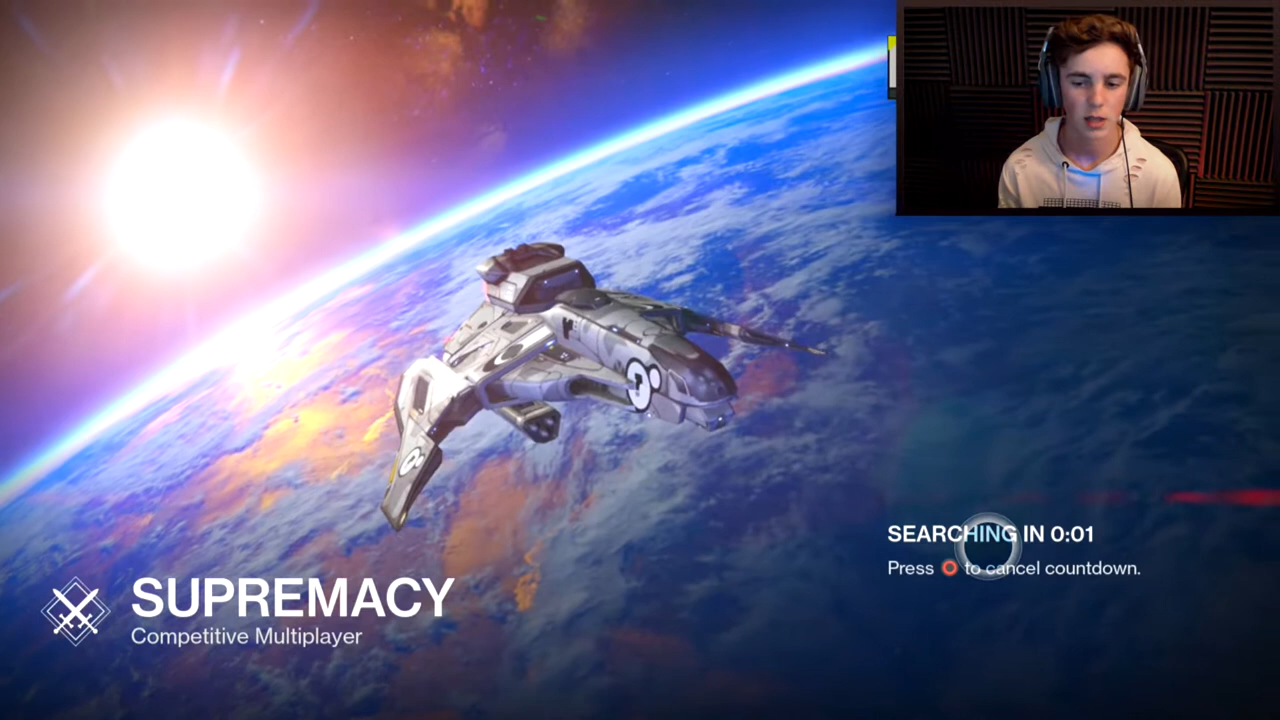 SUPREMACY
Competitive Multiplayer
SEARCHING IN 0:01
Press to cancel countdown.